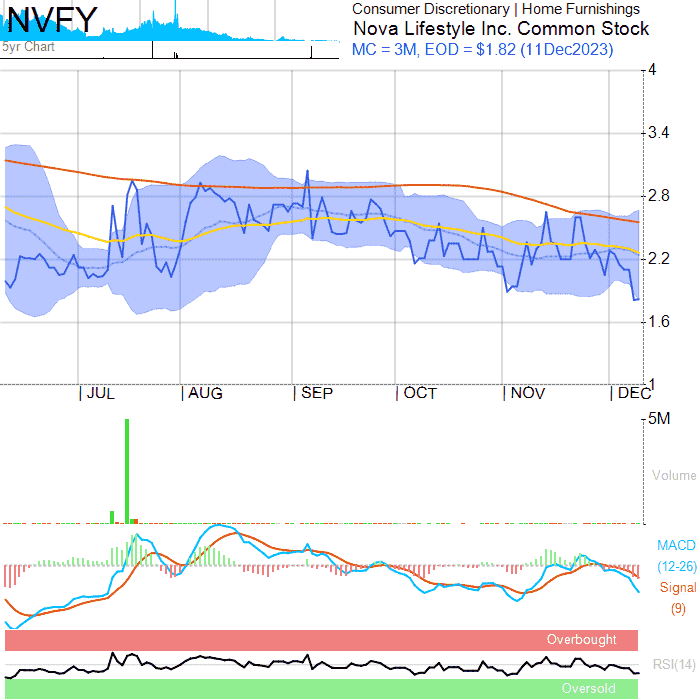 NVFY
Consumer Discretionary | Home Furnishings
Nova Lifestyle Inc. Common Stock
MC = 3M, EOD = $1.82 (11Dec2023)
5yr Chart
4
3.4
2.8
2.2
1.6
1
JUL AUG SEP OCT NOV DEC
5M
Volume
MACD
(12-26)
Signal
(9)
Overbought
RSI(14)
Oversold